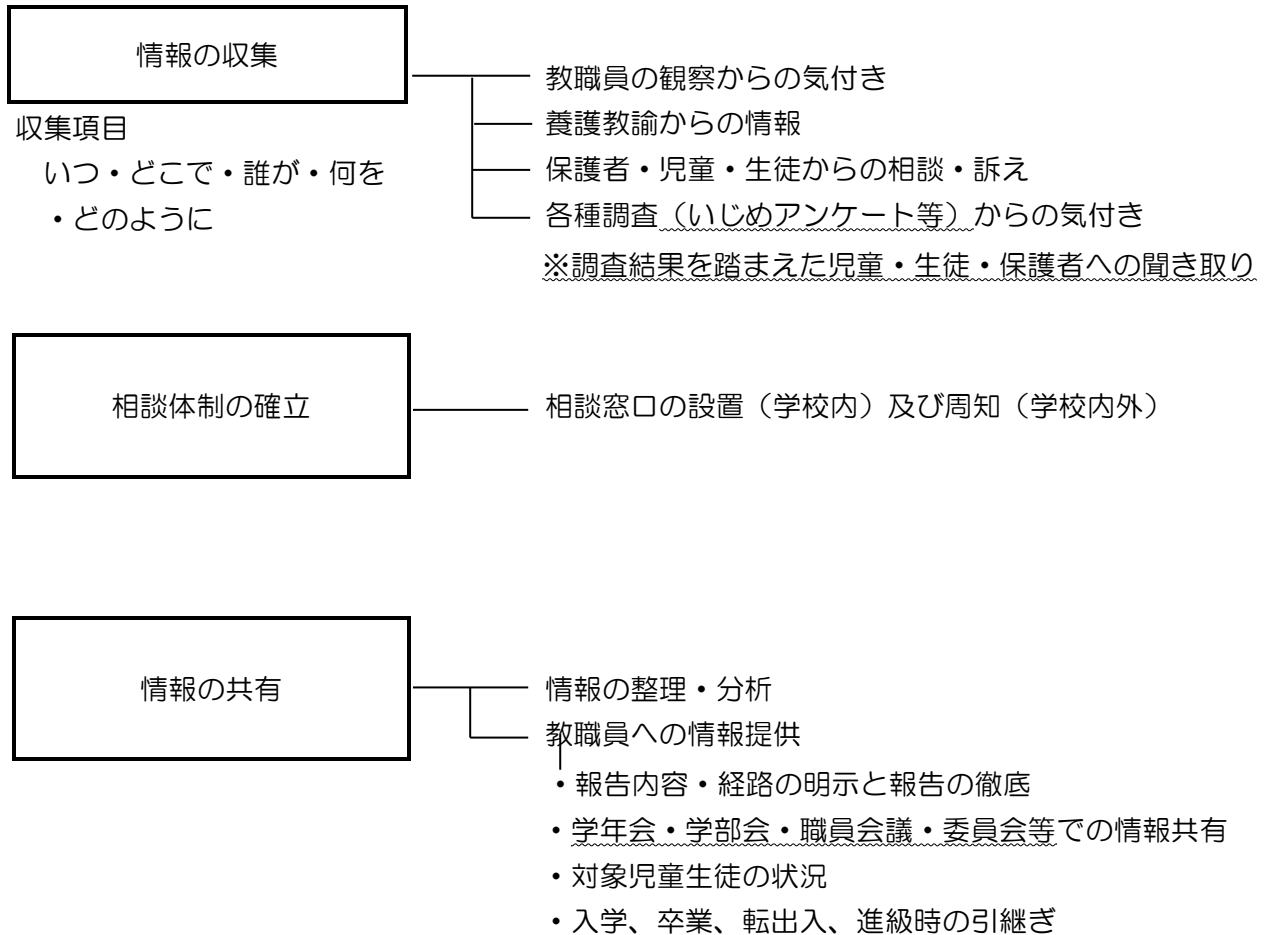 情報の収集
教職員の観察からの気付き
養護教諭からの情報
保護者・児童・生徒からの相談・訴え
各種調査（いじめアンケート等）からの気付き
※調査結果を踏まえた児童・生徒・保護者への聞き取り
収集項目
いつ・どこで・誰が・何を
・どのように
相談体制の確立
相談窓口の設置（学校内）及び周知（学校内外）
情報の共有
情報の整理・分析
教職員への情報提供
・報告内容・経路の明示と報告の徹底
・学年会・学部会・職員会議・委員会等での情報共有
・対象児童生徒の状況
・入学、卒業、転出入、進級時の引継ぎ